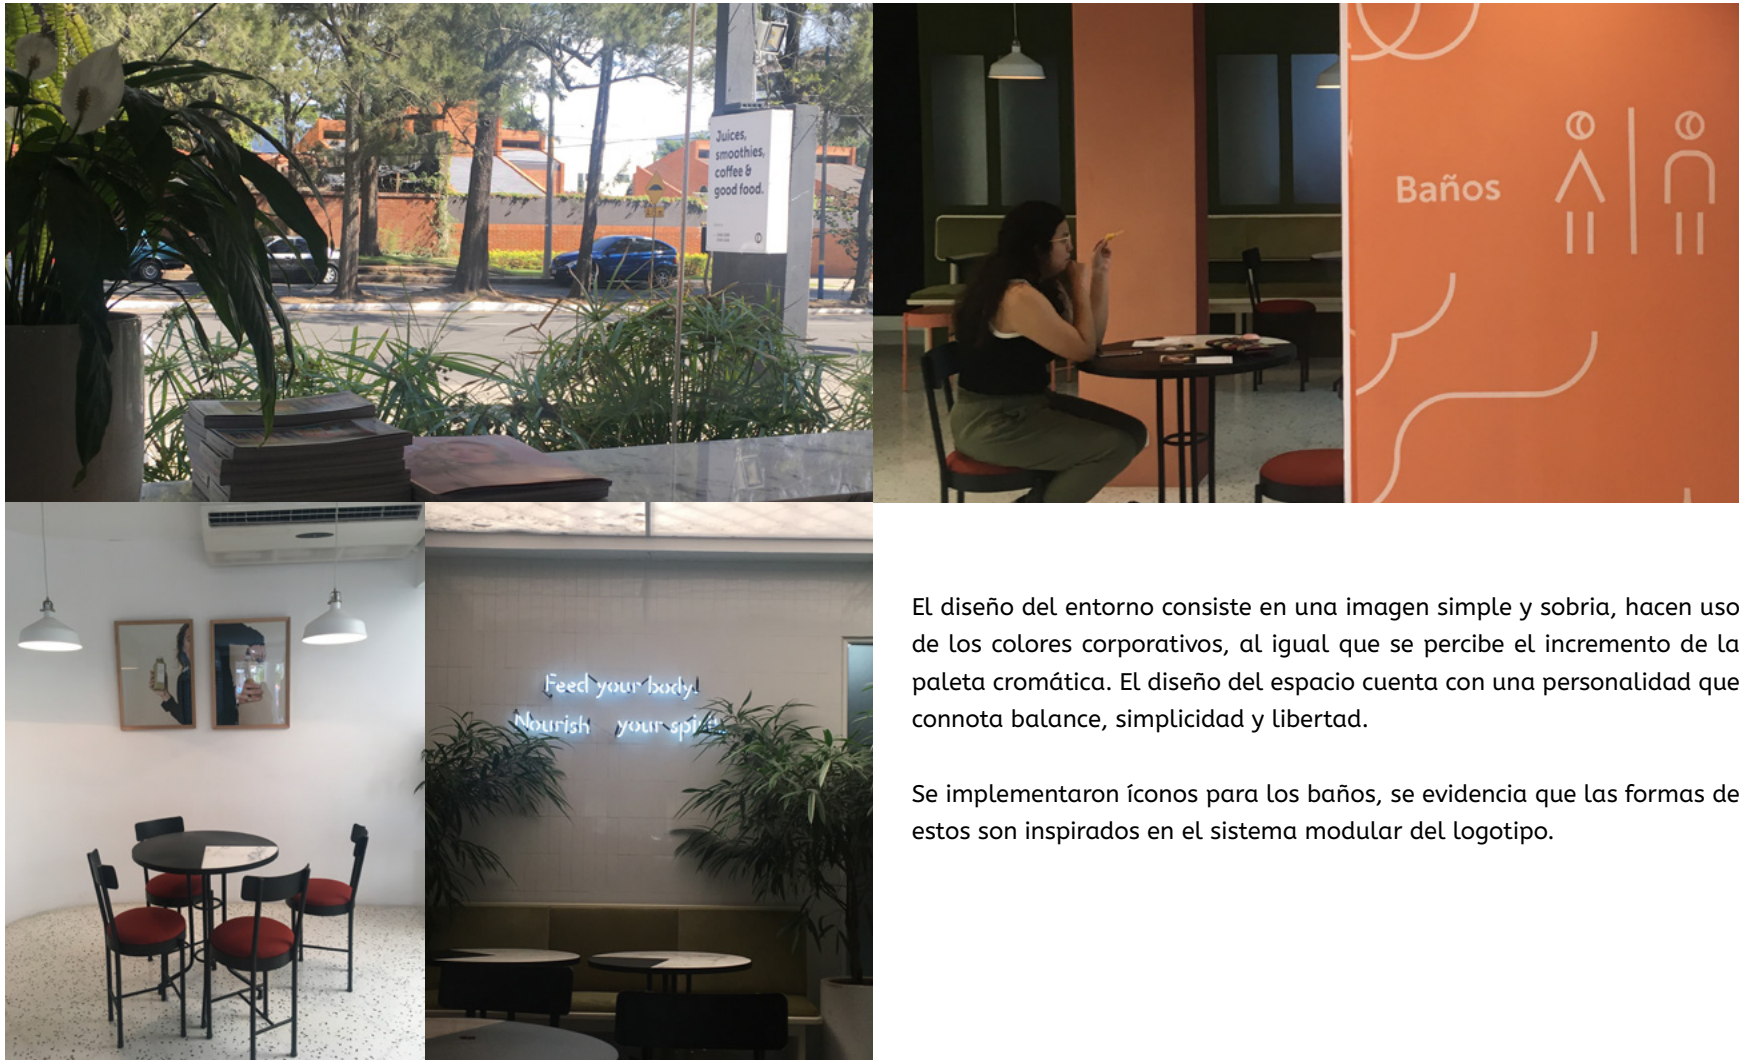 Juices,
smoothies,
coffee &
good food.
Baños
Feed your body.
Nourish your
El diseño del entorno consiste en una imagen simple y sobria, hacen uso
de los colores corporativos, al igual que se percibe el incremento de la
paleta cromática. El diseño del espacio cuenta con una personalidad que
connota balance, simplicidad y libertad.
Se implementaron íconos para los baños, se evidencia que las formas de
estos son inspirados en el sistema modular del logotipo.